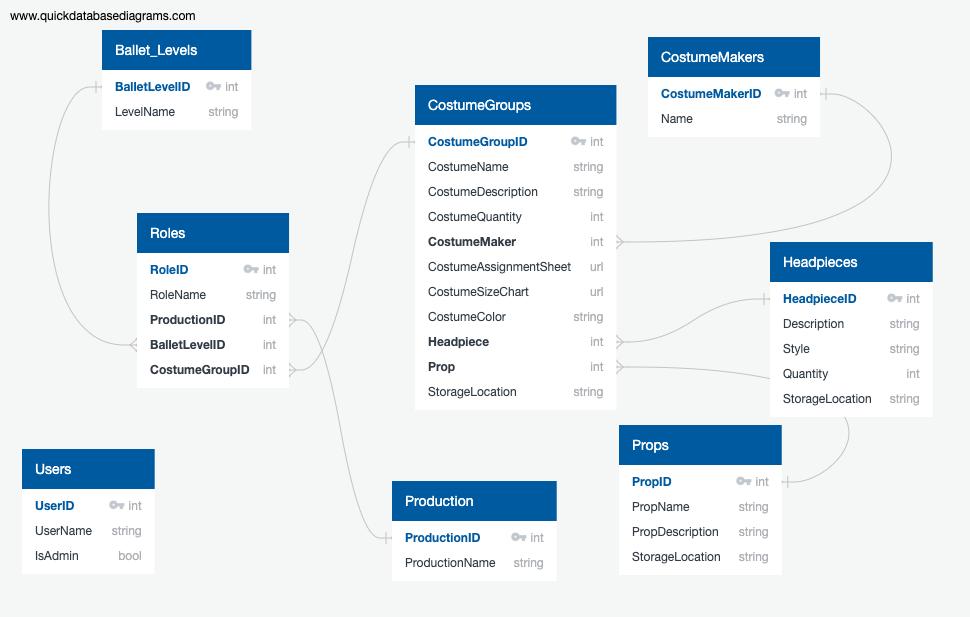 www.quickdatabasediagrams.com
Ballet_Levels
BalletLevelID int
LevelName string
CostumeMakers
CostumeMakerID int
Name string
CostumeGroups
CostumeGroupID int
CostumeName string
CostumeDescription string
CostumeQuantity int
CostumeMaker int
CostumeAssignmentSheet url
CostumeSizeChart url
CostumeColor string
Headpiece int
Prop int
StorageLocation string
Roles
RoleID int
RoleName string
ProductionID int
BalletLevelID int
CostumeGroupID int
Headpieces
HeadpieceID int
Description string
Style string
Quantity int
StorageLocation string
Users
UserID int
UserName string
IsAdmin bool
Production
ProductionID int
ProductionName string
Props
PropID int
PropName string
PropDescription string
StorageLocation string